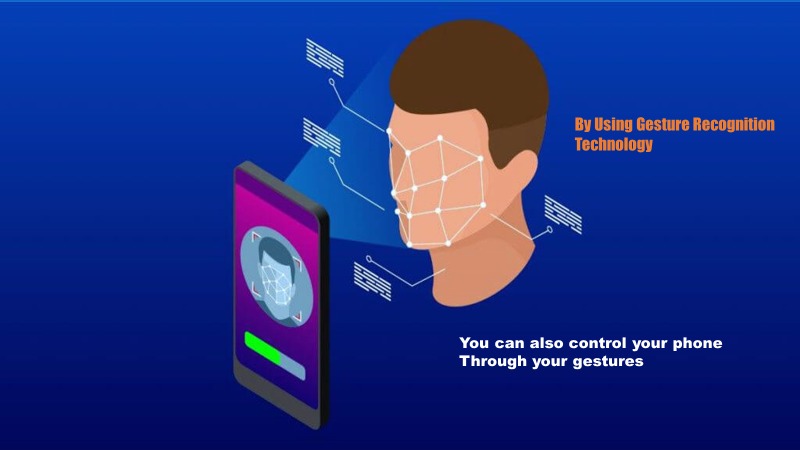 By Using Gesture Recognition
Technology
You can also control your phone
Through your gestures